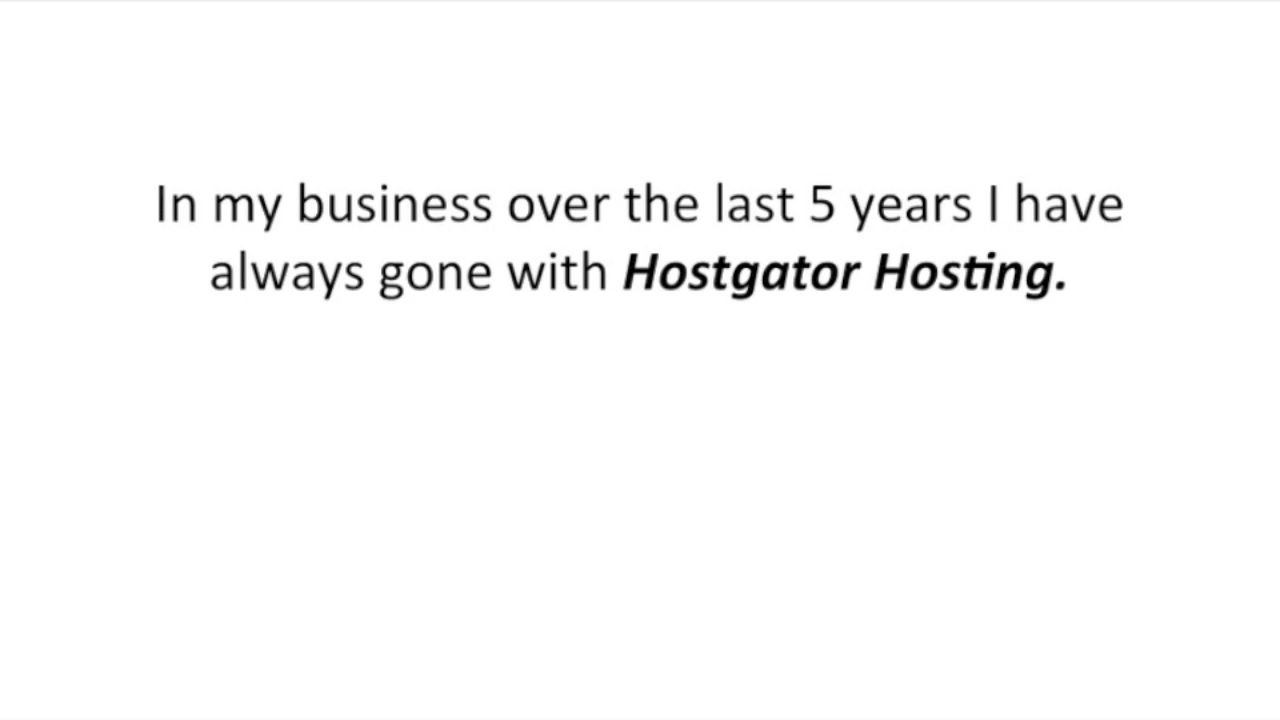 In my business over the last 5 years I have
always gone with Hostgator Hosting.